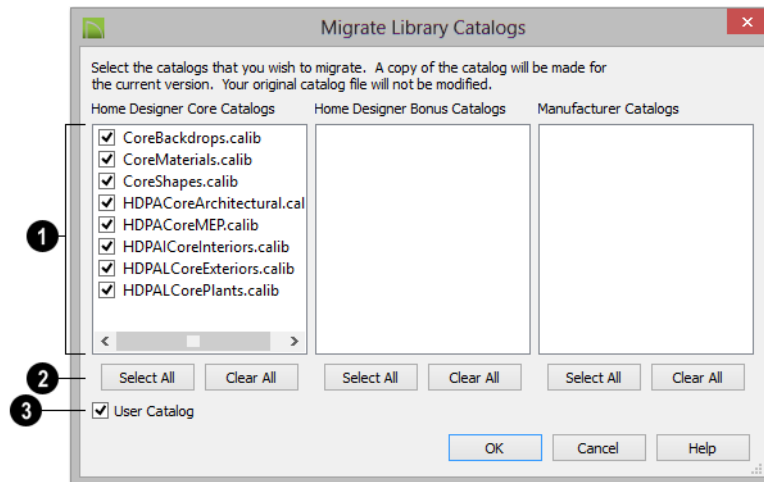 Migrate Library Catalogs
Select the catalogs that you wish to migrate. A copy of the catalog will be made for
the current version. Your original catalog file will not be modified.
Home Designer Core Catalogs Home Designer Bonus Catalogs Manufacturer Catalogs
CoreBackdrops.calib
CoreMaterials.calib
CoreShapes.calib
HDPACoreArchitectural.cal
1 HDPACoreMEP.calib
HDPAICoreInteriors.calib
HDPALCoreExteriors.calib
HDPALCorePlants.calib
2 Select All Clear All Select All Clear All Select All Clear All
3 User Catalog
OK Cancel Help